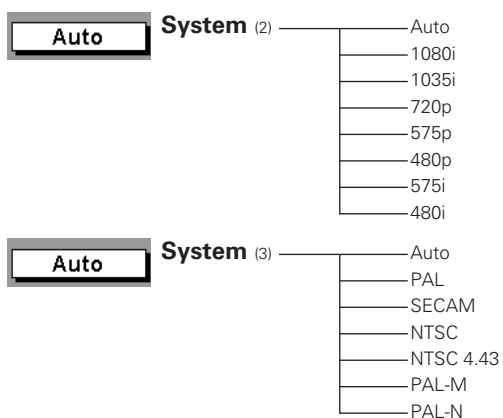 Auto
System (2)
Auto
1080i
1035i
720p
575p
480p
575i
480i
Auto
System (3)
Auto
PAL
SECAM
NTSC
NTSC 4.43
PAL-M
PAL-N